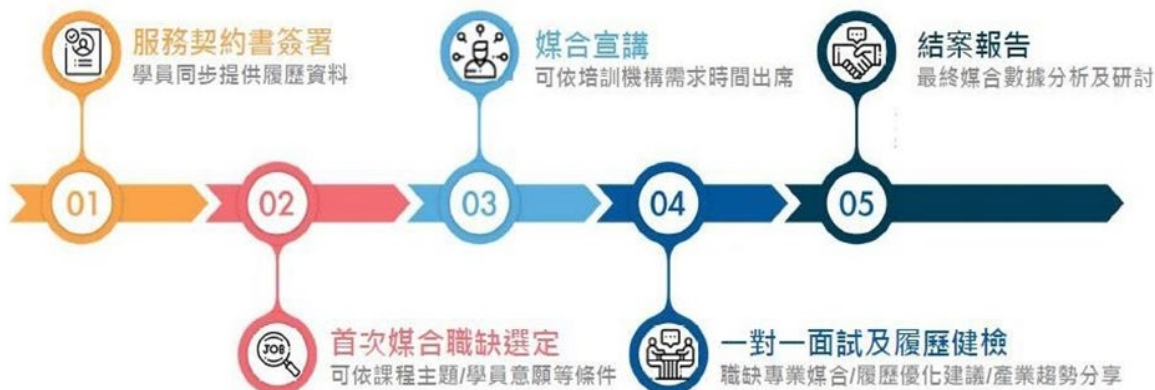 服務契約書簽署
學員同步提供履歷資料
媒合宣講
可依培訓機構需求時間出席
結案報告
最終媒合數據分析及研討
01
02
03
04
05
JOB
首次媒合職缺選定
可依課程主題/學員意願等條件
一對一面試及履歷健檢
職缺專業媒合/履歷優化建議/產業趨勢分享